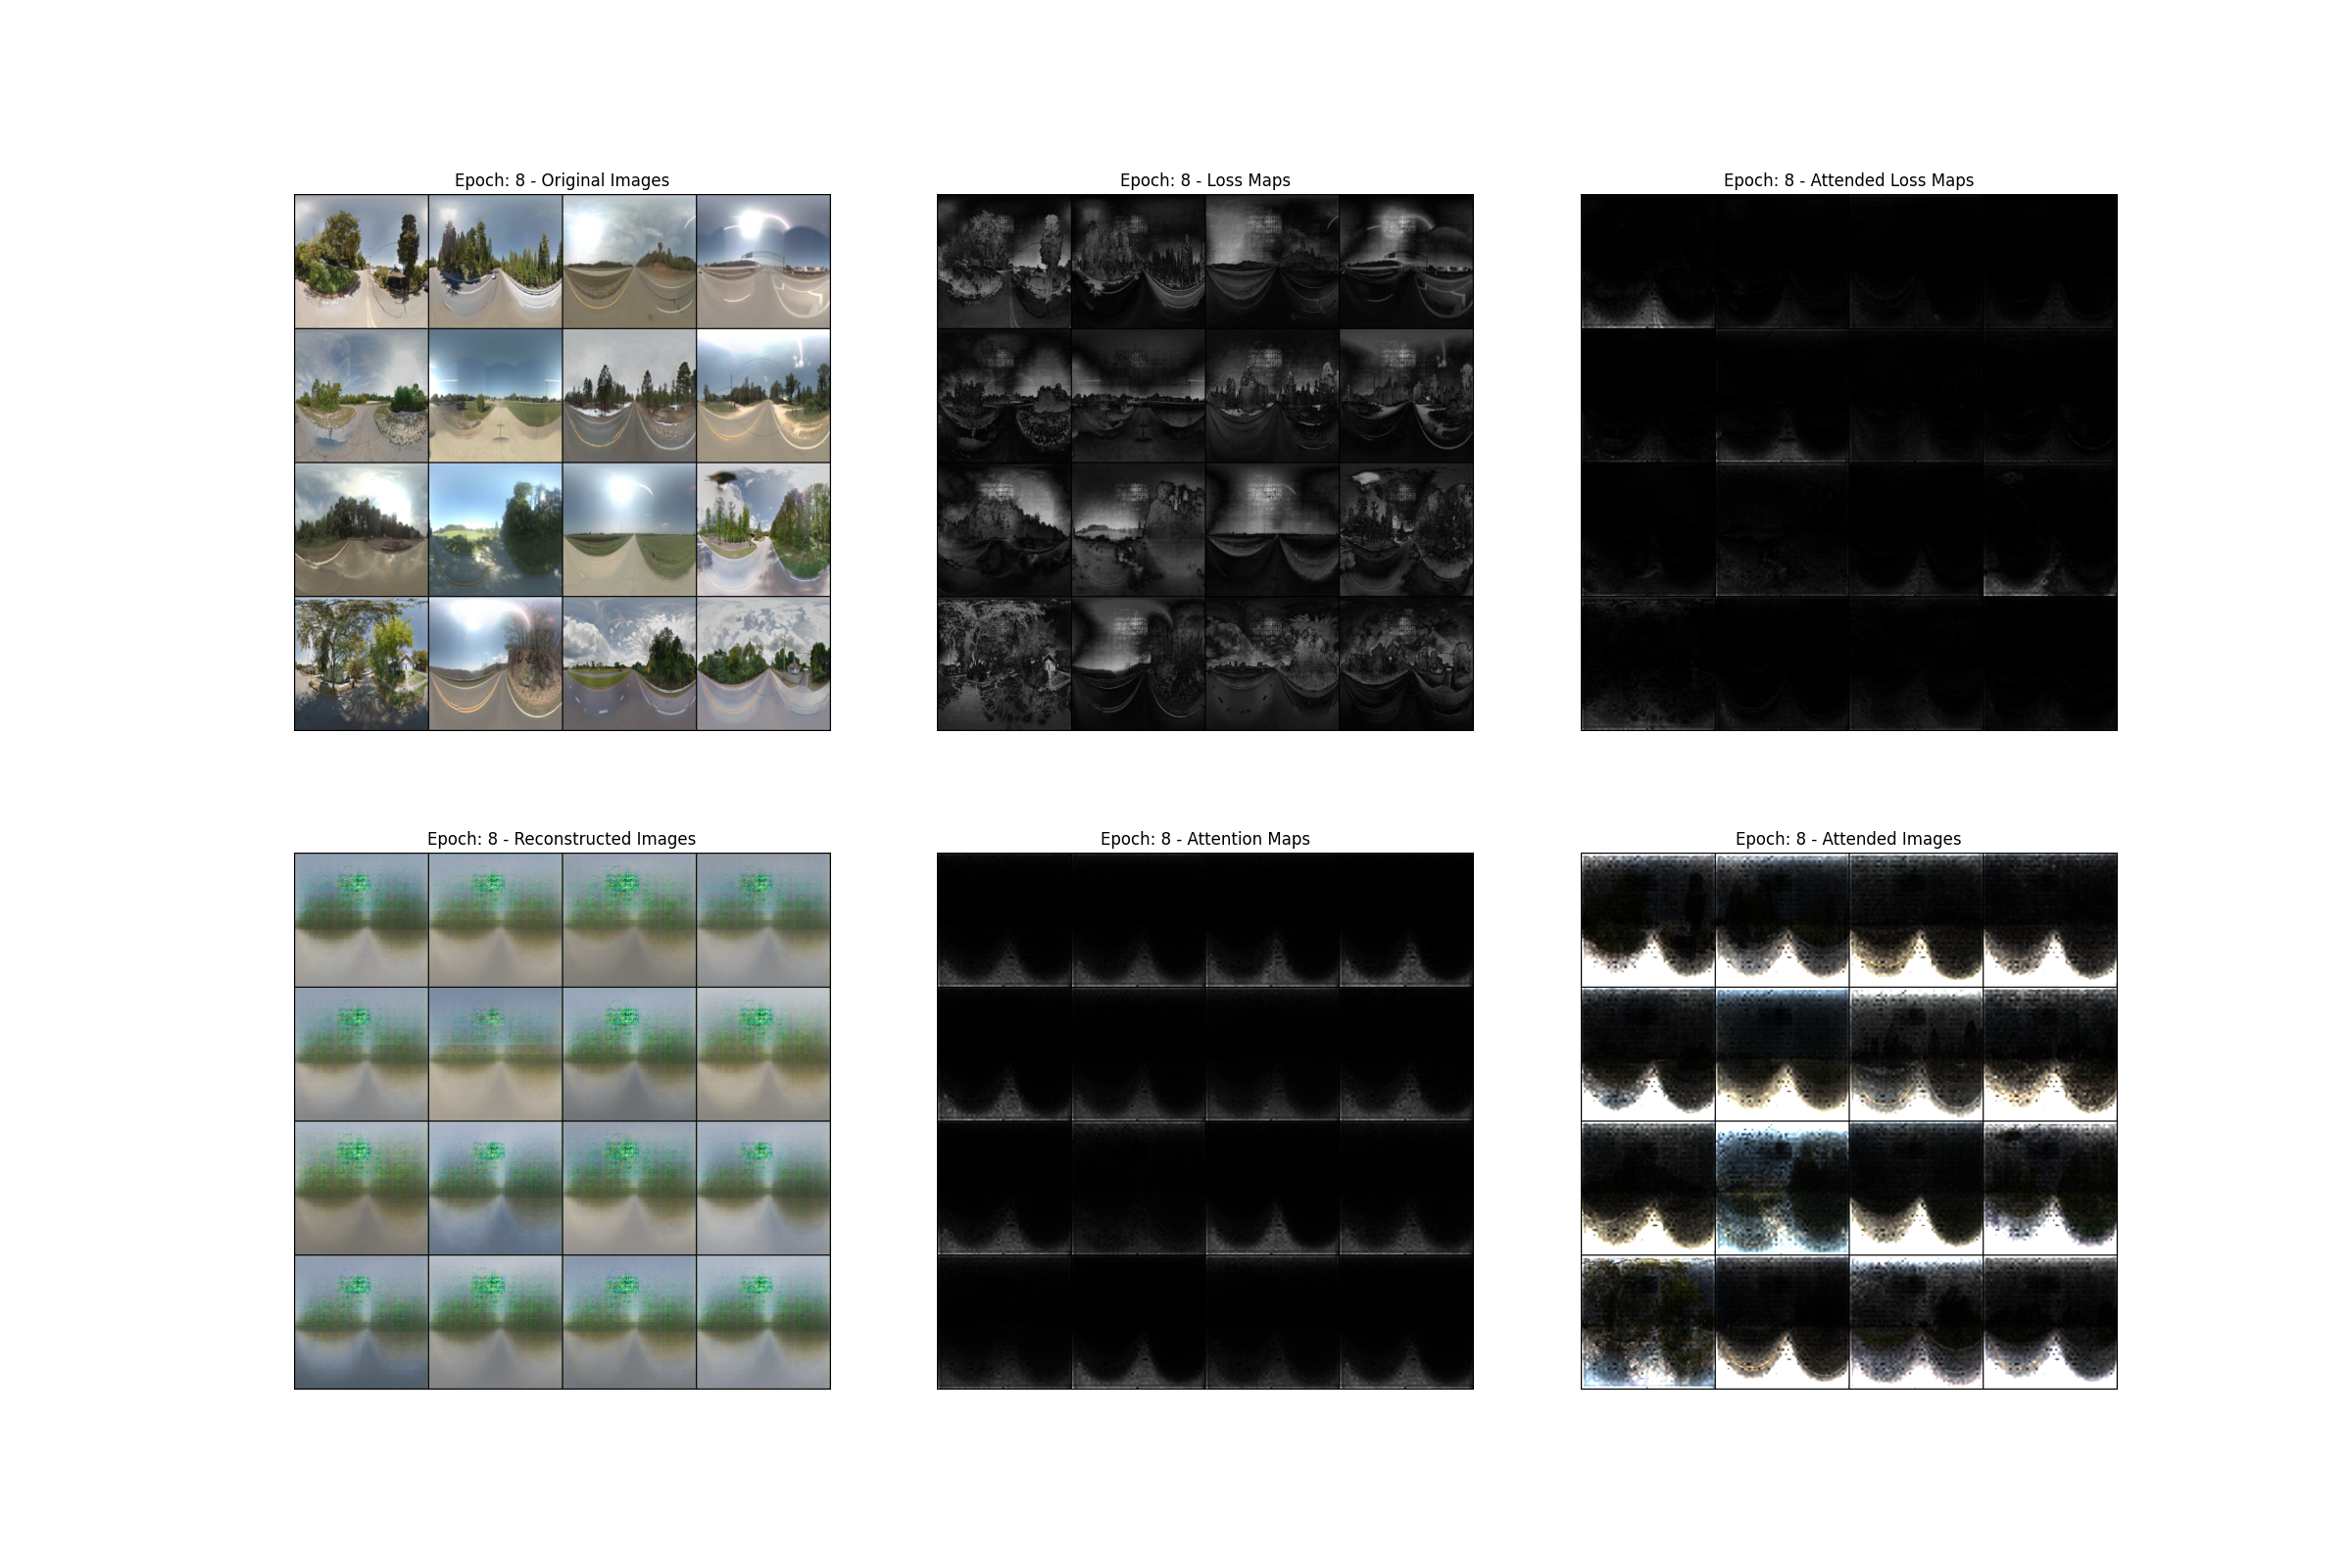 Epoch: 8 - Original Images
Epoch: 8 - Loss Maps
Epoch: 8 - Attended Loss Maps
Epoch: 8 - Reconstructed Images
Epoch: 8 - Attention Maps
Epoch: 8 - Attended Images